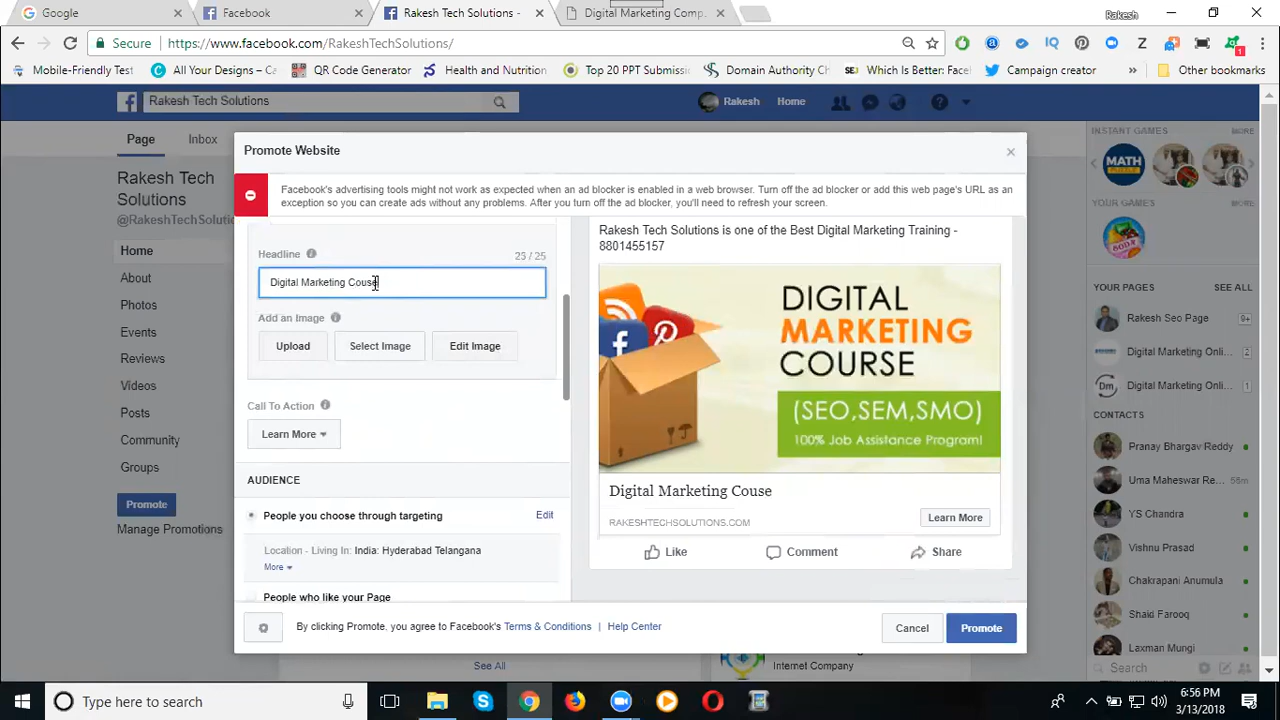 Google
Facebook
Rakesh Tech Solutions -
Digital Marketing Comp
Rakesh
Secure
https://www.facebook.com/RakeshTechSolutions/
Mobile-Friendly Test
All Your Designs – Ca
QR Code Generator
Health and Nutrition
Top 20 PPT Submissi
Domain Authority Ch
Which Is Better: Face
Campaign creator
»
Other bookmarks
Rakesh Tech Solutions
Rakesh
Home
Page
Inbox
Rakesh Tech
Solutions
@RakeshTechSolutio
Home
About
Photos
Events
Reviews
Videos
Posts
Community
Groups
Promote
Manage Promotions
Promote Website
Facebook's advertising tools might not work as expected when an ad blocker is enabled in a web browser. Turn off the ad blocker or add this web page's URL as an
exception so you can create ads without any problems. After you turn off the ad blocker, you'll need to refresh your screen.
Headline
25 / 25
Digital Marketing Couse
Add an Image
Upload
Select Image
Edit Image
Call To Action
Learn More
AUDIENCE
People you choose through targeting
Edit
Location - Living In: India: Hyderabad Telangana
More
People who like your Page
Rakesh Tech Solutions is one of the Best Digital Marketing Training -
8801455157
DIGITAL
MARKETING
COURSE
(SEO,SEM,SMO)
100% Job Assistance Program!
Digital Marketing Couse
RAKESHTECHSOLUTIONS.COM
Learn More
Like
Comment
Share
By clicking Promote, you agree to Facebook's Terms & Conditions | Help Center
Cancel
Promote
See All
Internet Company
INSTANT GAMES
MORE
MATH
YOUR PAGES
SEE ALL
Rakesh Seo Page
9+
Digital Marketing Onli...
2
Digital Marketing Onli...
1
CONTACTS
Pranay Bhargav Reddy
Uma Maheswar Re...
56m
YS Chandra
Vishnu Prasad
Chakrapani Anumula
Shaki Farooq
Laxman Mungi
Search
Type here to search
6:56 PM
3/13/2018